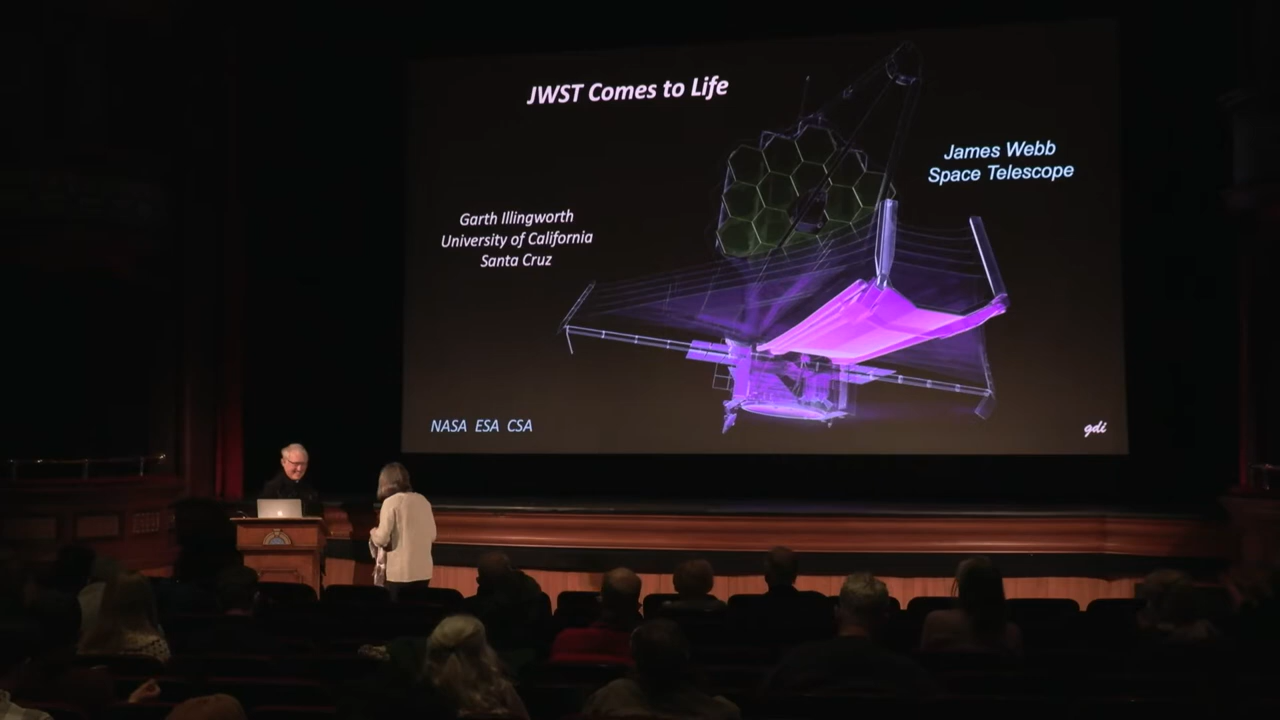 JWST Comes to Life
James Webb
Space Telescope
Garth Illingworth
University of California
Santa Cruz
NASA ESA CSA
gdi